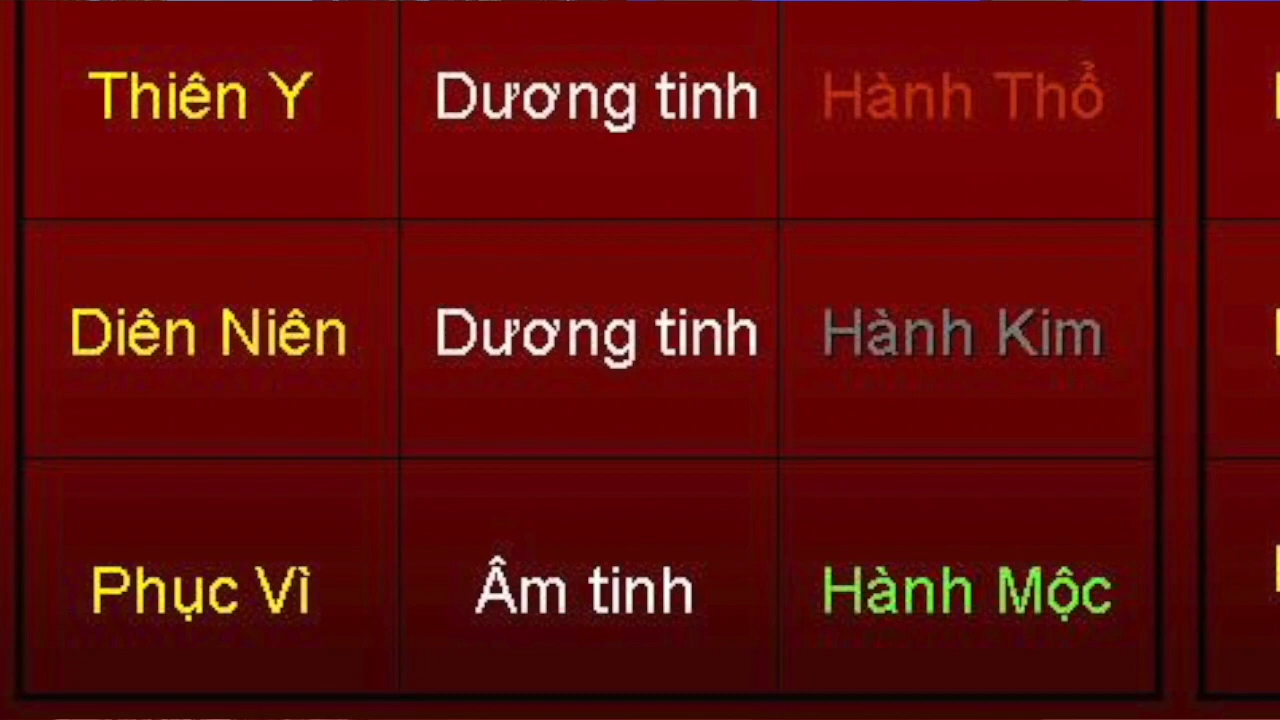 Thiên Y Dương tinh Hành Thổ
Diên Niên Dương tinh Hành Kim
Phục Vì Âm tinh Hành Mộc